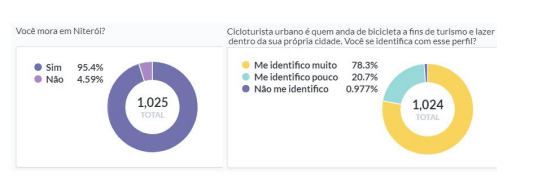 Você mora em Niterói?
Sim 95.4%
Não 4.59%
1,025
TOTAL
Cicloturista urbano é quem anda de bicicleta a fins de turismo e lazer
dentro da sua própria cidade. Você se identifica com esse perfil?
Me identifico muito 78.3%
Me identifico pouco 20.7%
Não me identifico 0.977%
1,024
TOTAL